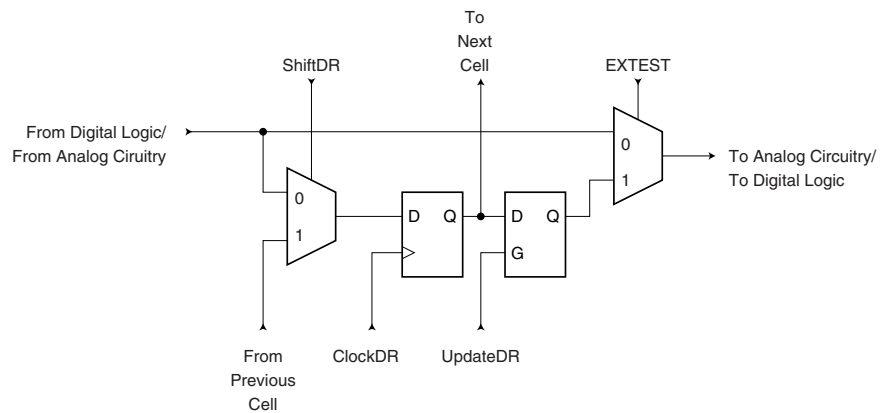 To
Next
Cell
ShiftDR
EXTEST
From Digital Logic/
From Analog Ciruitry
0
1
To Analog Circuitry/
To Digital Logic
0
1
D Q
D Q
G
From
Previous
Cell
ClockDR
UpdateDR